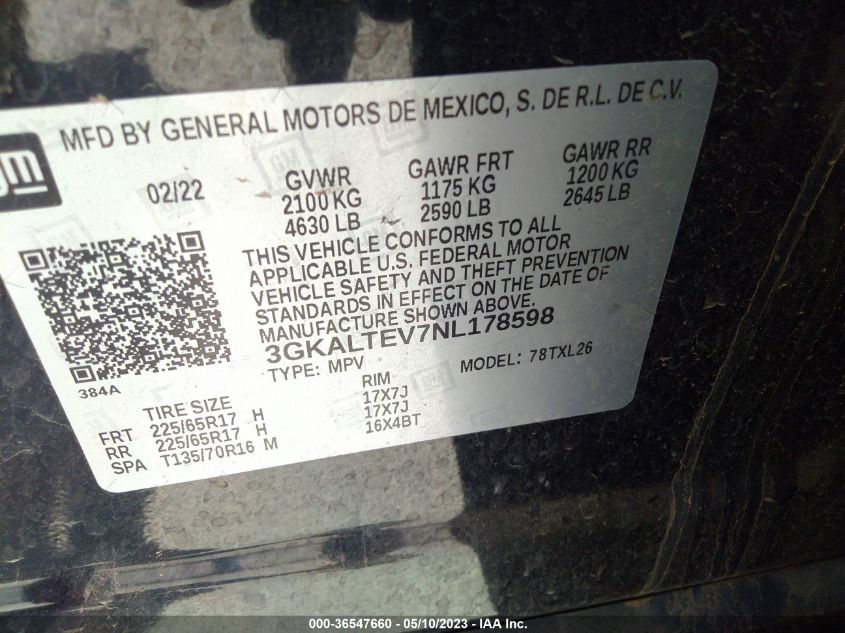 MFD BY GENERAL MOTORS DE MEXICO, S. DE R.L. DE C.V.
gm
02/22 GVWR GAWR FRT GAWR RR
2100 KG 1175 KG 1200 KG
4630 LB 2590 LB 2645 LB
THIS VEHICLE CONFORMS TO ALL
APPLICABLE U.S. FEDERAL MOTOR
VEHICLE SAFETY AND THEFT PREVENTION
STANDARDS IN EFFECT ON THE DATE OF
MANUFACTURE SHOWN ABOVE.
3GKALTEV7NL178598
TYPE: MPV MODEL: 78TXL26
384A
TIRE SIZE RIM
FRT 225/65R17 H 17X7J
RR 225/65R17 H 17X7J
SPA T135/70R16 M 16X4BT
000-36547660 - 05/10/2023 - IAA Inc.